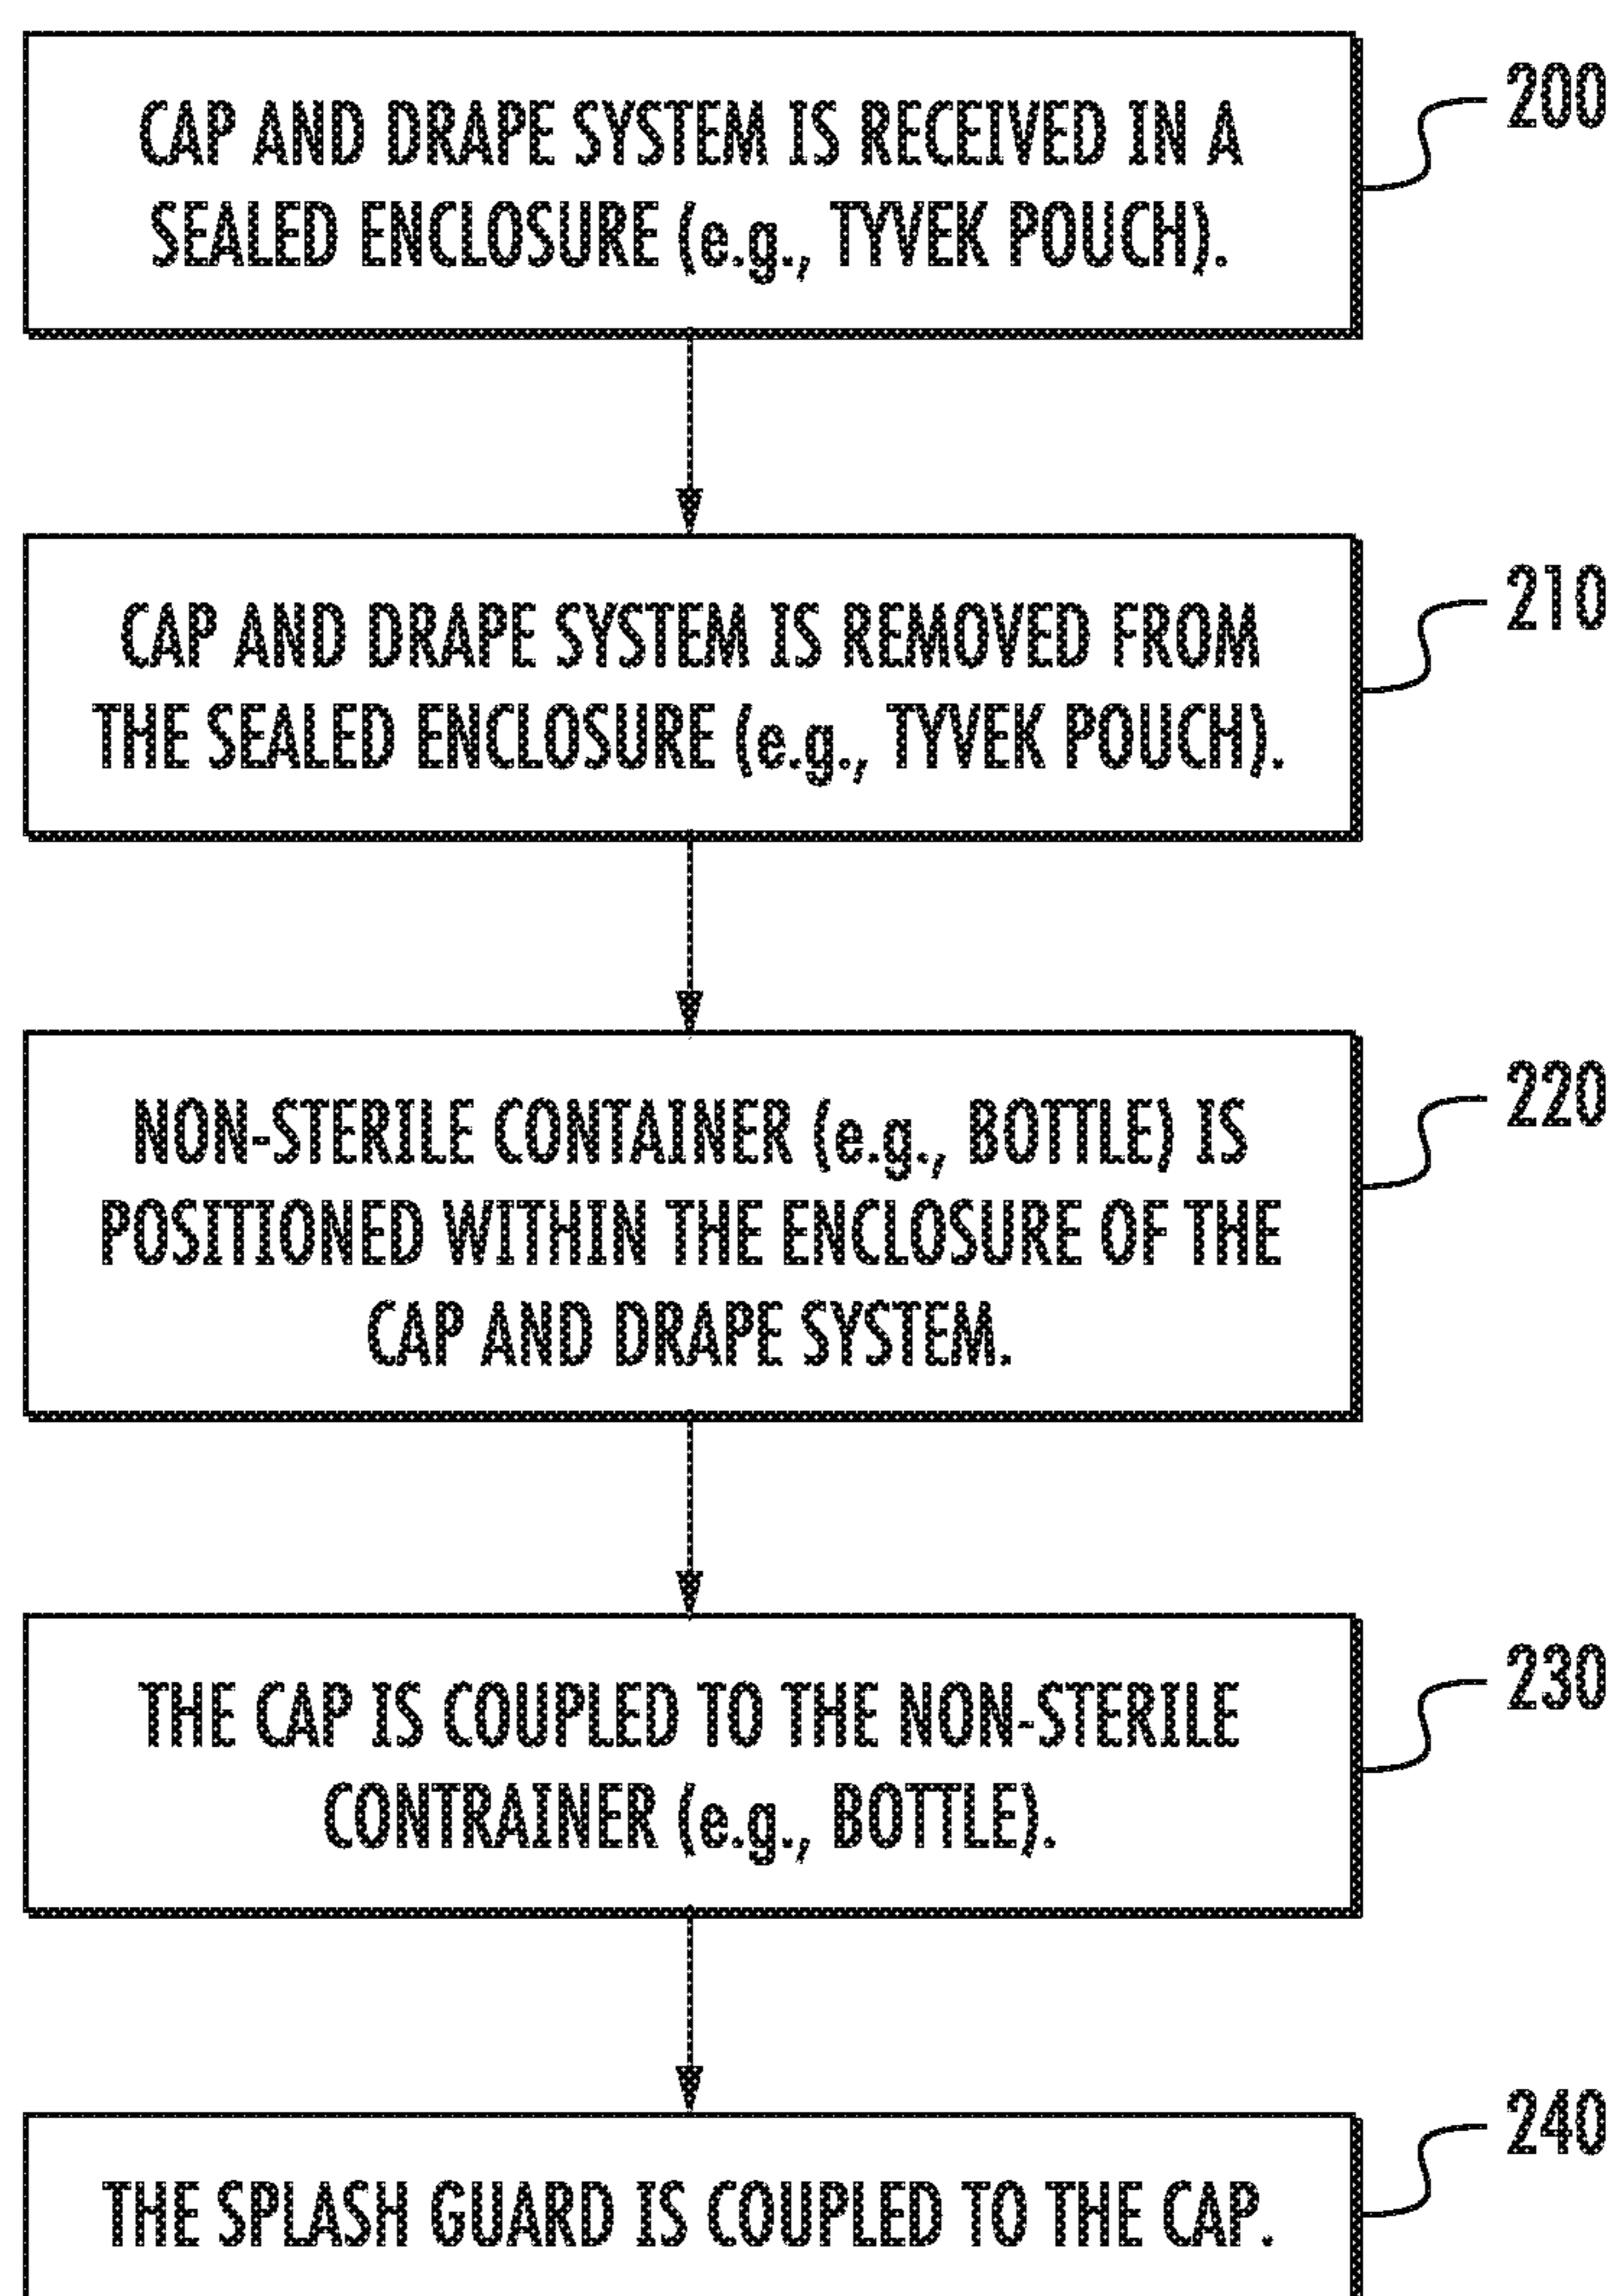 CAP AND DRAPE SYSTEM IS RECEIVED IN A
SEALED ENCLOSURE (e.g., TYVEK POUCH).
200
CAP AND DRAPE SYSTEM IS REMOVED FROM
THE SEALED ENCLOSURE (e.g., TYVEK POUCH).
210
NON-STERILE CONTAINER (e.g., BOTTLE) IS
POSITIONED WITHIN THE ENCLOSURE OF THE
CAP AND DRAPE SYSTEM.
220
THE CAP IS COUPLED TO THE NON-STERILE
CONTRAINER (e.g., BOTTLE).
230
THE SPLASH GUARD IS COUPLED TO THE CAP.
240